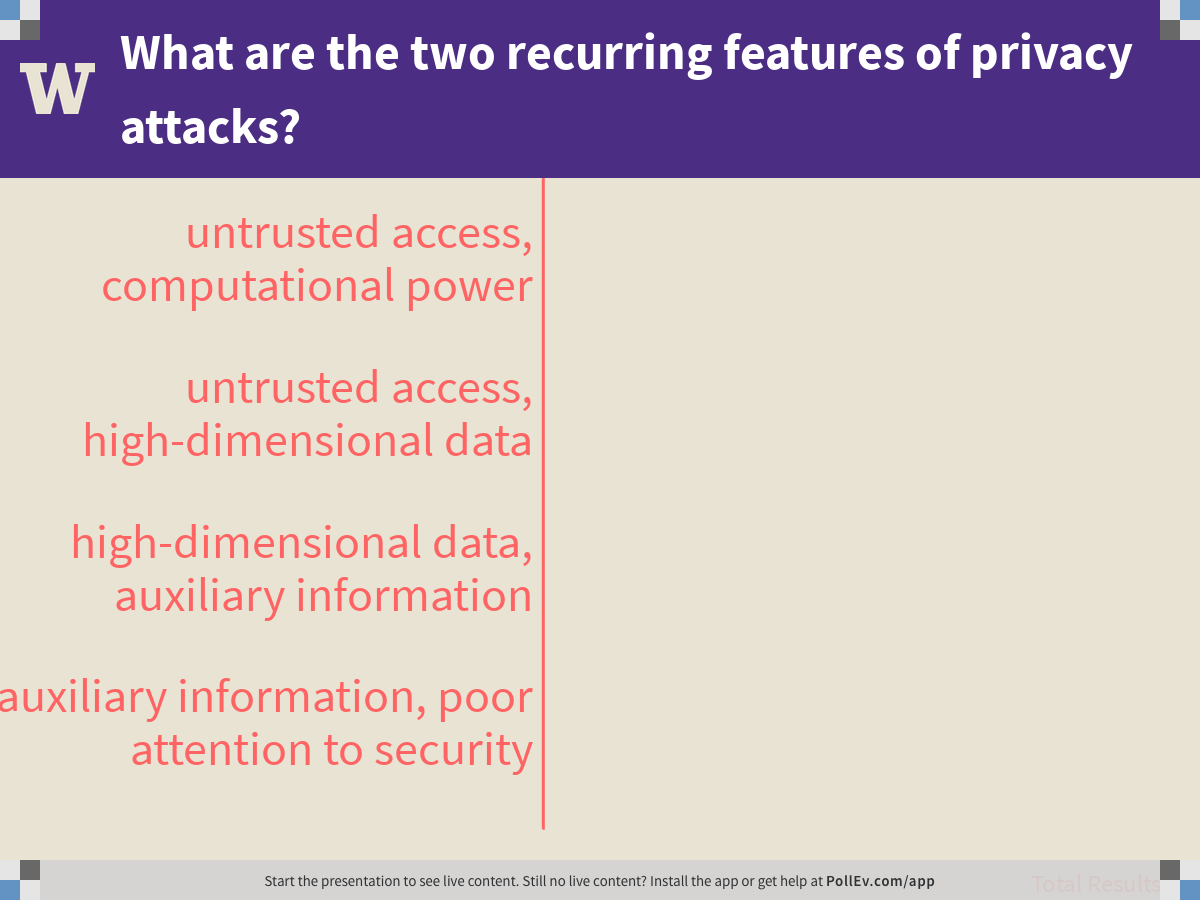 W
What are the two recurring features of privacy
attacks?
untrusted access,
computational power
untrusted access,
high-dimensional data
high-dimensional data,
auxiliary information
auxiliary information, poor
attention to security
Start the presentation to see live content. Still no live content? Install the app or get help at PollEv.com/app
Total Results